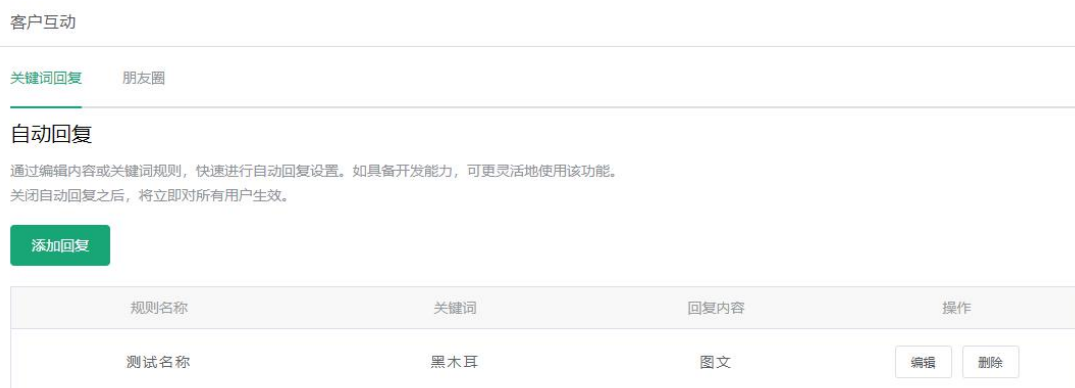 客户互动
关键词回复 朋友圈
自动回复
通过编辑内容或关键词规则，快速进行自动回复设置。如具备开发能力，可更灵活地使用该功能。
关闭自动回复之后，将立即对所有用户生效。
添加回复
规则名称 关键词 回复内容 操作
测试名称 黑木耳 图文 编辑 删除